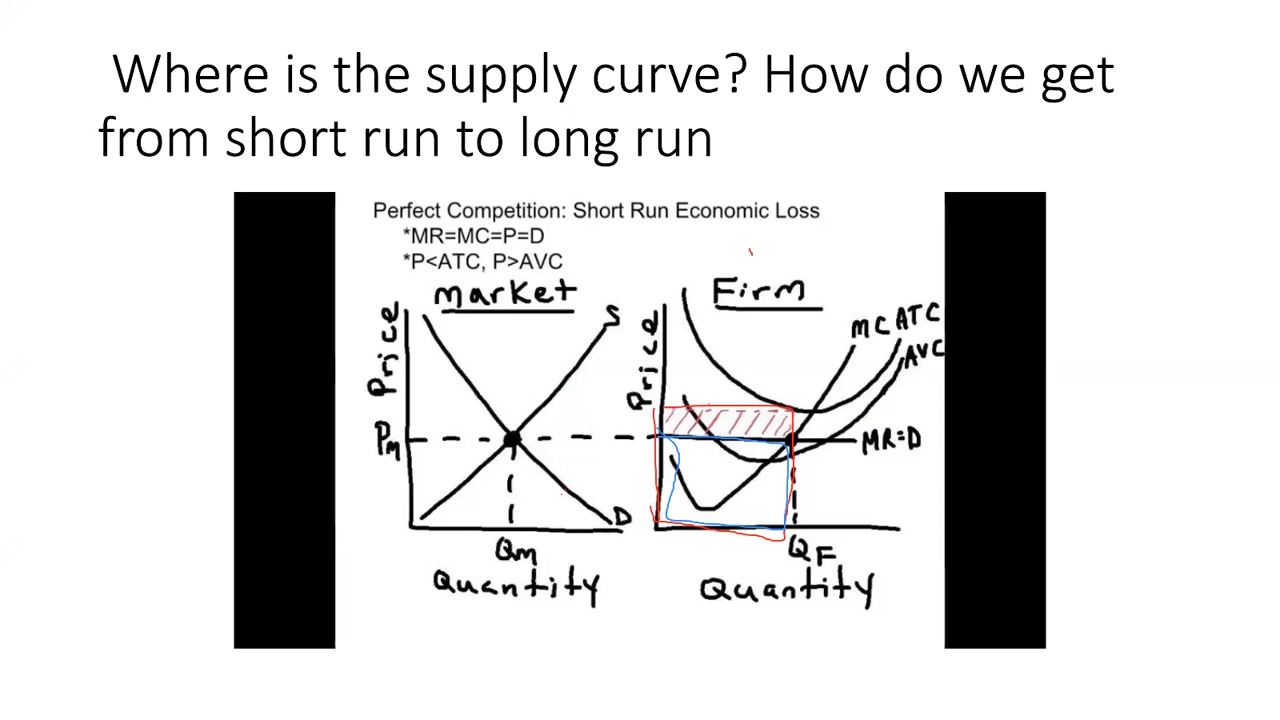 Where is the supply curve? How do we get
from short run to long run
Perfect Competition: Short Run Economic Loss
*MR=MC=P=D
*P<ATC, P>AVC
Market
Price
S
Pm
D
Qm
Quantity
Firm
Price
MC ATC
AVC
MR=D
QF
Quantity